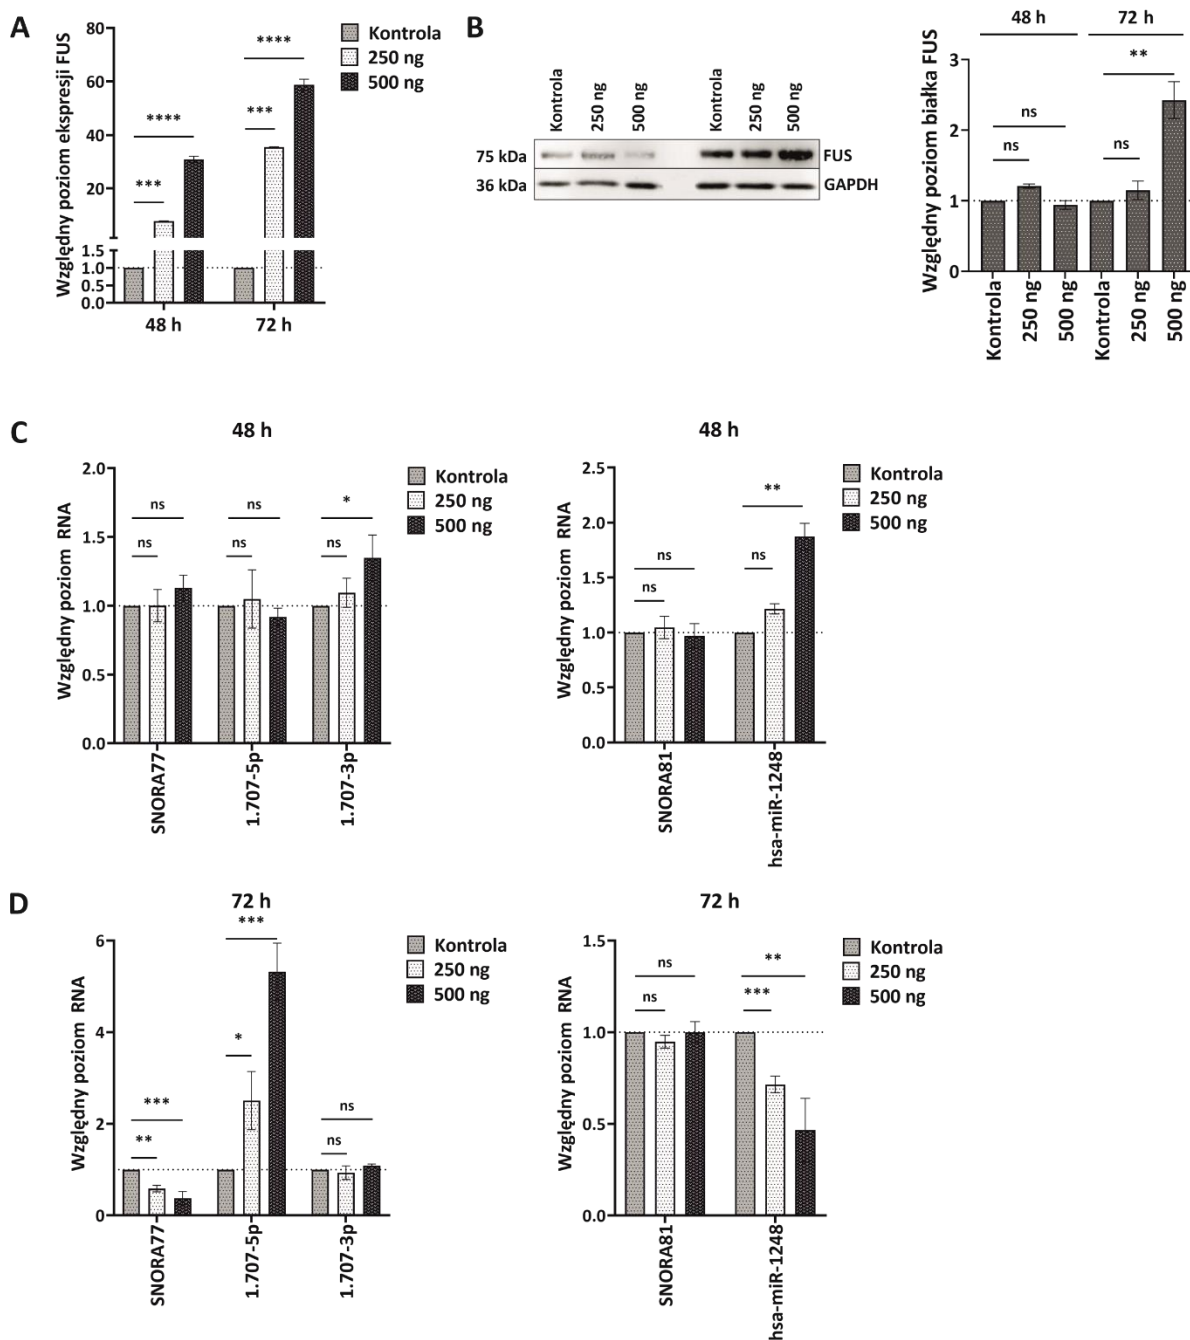 A
Względny poziom ekspresji FUS
80
60
40
20
1.5
1.0
0.5
0.0
***
****
***
****
48 h
72 h
Kontrola
250 ng
500 ng
B
Kontrola
250 ng
500 ng
Kontrola
250 ng
500 ng
75 kDa
FUS
36 kDa
GAPDH
48 h
72 h
Względny poziom białka FUS
3
2
1
0
ns
ns
ns
**
Kontrola
250 ng
500 ng
Kontrola
250 ng
500 ng
C
48 h
Względny poziom RNA
2.0
1.5
1.0
0.5
0.0
ns
ns
ns
ns
*
ns
SNORA77
1.707-5p
1.707-3p
Kontrola
250 ng
500 ng
48 h
Względny poziom RNA
2.5
2.0
1.5
1.0
0.5
0.0
ns
ns
**
ns
SNORA81
hsa-miR-1248
Kontrola
250 ng
500 ng
D
72 h
Względny poziom RNA
6
4
2
0
***
**
***
*
ns
ns
SNORA77
1.707-5p
1.707-3p
Kontrola
250 ng
500 ng
72 h
Względny poziom RNA
1.5
1.0
0.5
0.0
ns
ns
**
***
SNORA81
hsa-miR-1248
Kontrola
250 ng
500 ng